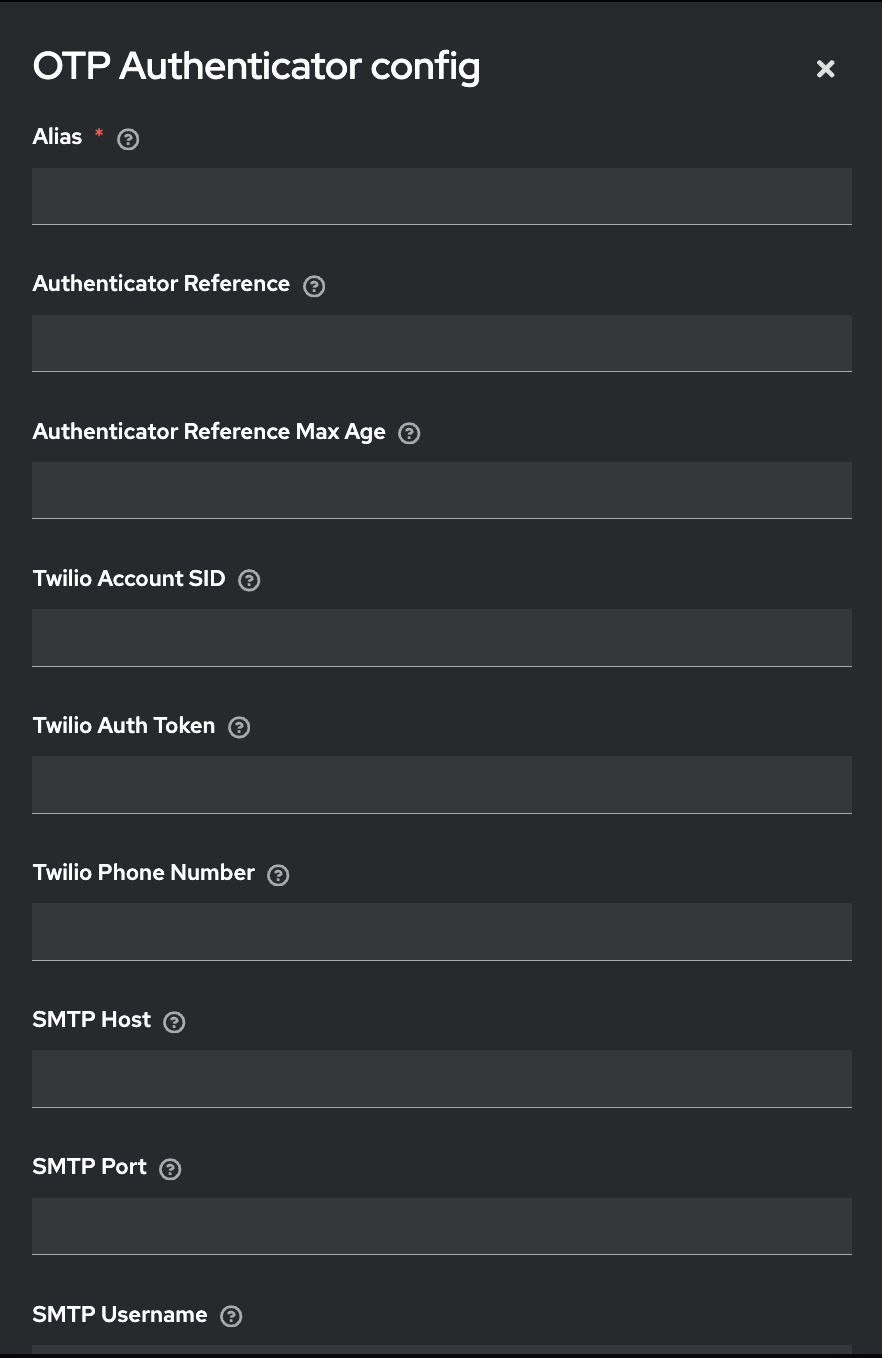 OTP Authenticator config
Alias *
Authenticator Reference
Authenticator Reference Max Age
Twilio Account SID
Twilio Auth Token
Twilio Phone Number
SMTP Host
SMTP Port
SMTP Username